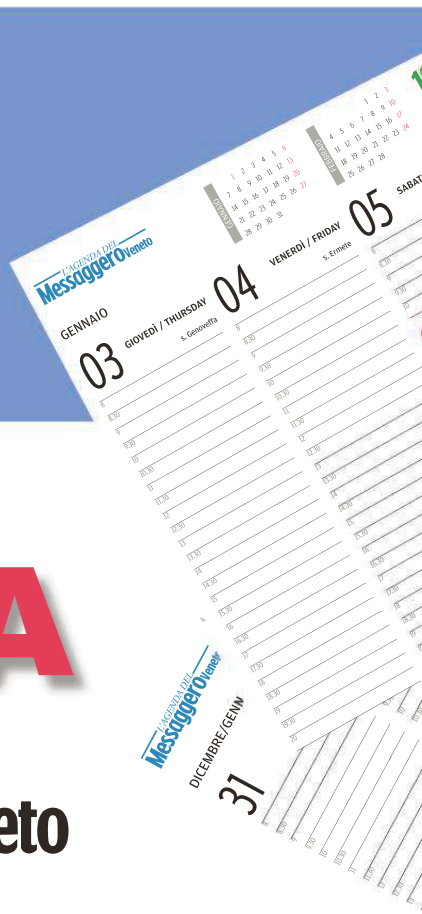 L'AGENDA DEL
Messaggero Veneto
GENNAIO
1 2 3 4 5 6
7 8 9 10 11 12 13
14 15 16 17 18 19 20
21 22 23 24 25 26 27
28 29 30 31
FEBBRAIO
1 2 3
4 5 6 7 8 9 10
11 12 13 14 15 16 17
18 19 20 21 22 23 24
25 26 27 28
GENNAIO
03 GIOVEDÌ / THURSDAY
s. Genoveffa
04 VENERDÌ / FRIDAY
s. Ermete
05 SABAT
8
8.30
9
9.30
10
10.30
11
11.30
12
12.30
13
13.30
14
14.30
15
15.30
16
16.30
17
17.30
18
18.30
19
19.30
20
A
L'AGENDA DEL
Messaggero Veneto
DICEMBRE/GENN
31
eto